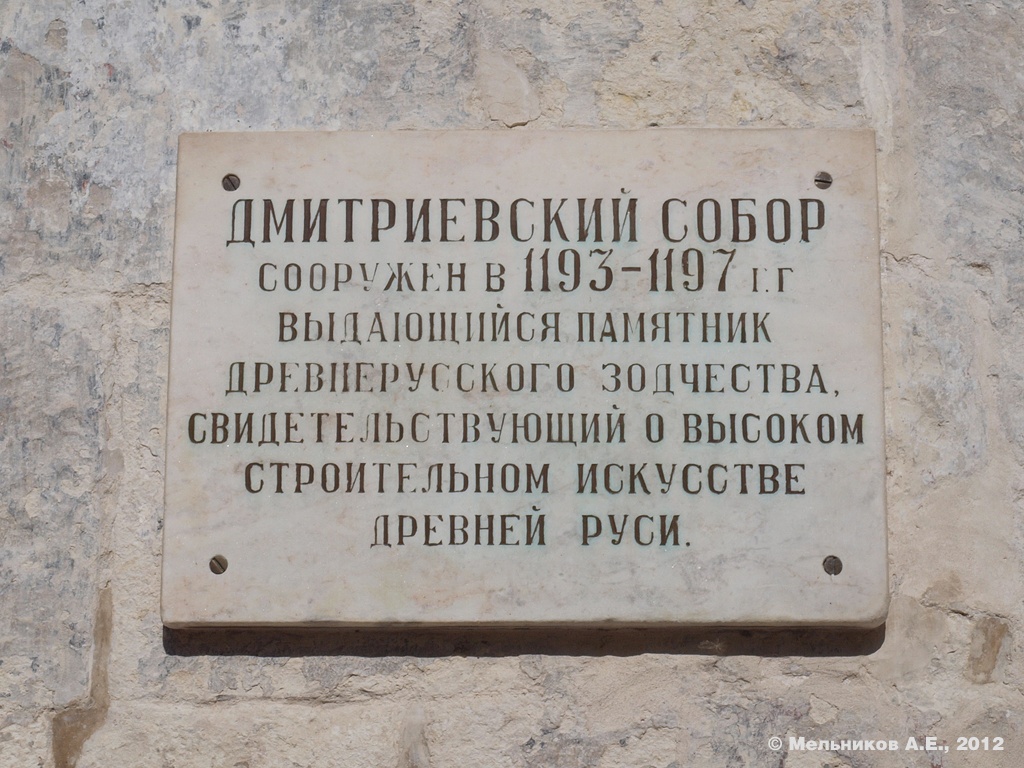 ДМИТРИЕВСКИЙ СОБОР
СООРУЖЕН В 1193-1197 г.г
ВЫДАЮЩИЙСЯ ПАМЯТНИК
ДРЕВНЕРУССКОГО ЗОДЧЕСТВА,
СВИДЕТЕЛЬСТВУЮЩИЙ О ВЫСОКОМ
СТРОИТЕЛЬНОМ ИСКУССТВЕ
ДРЕВНЕЙ РУСИ.
© Мельников А.Е., 2012